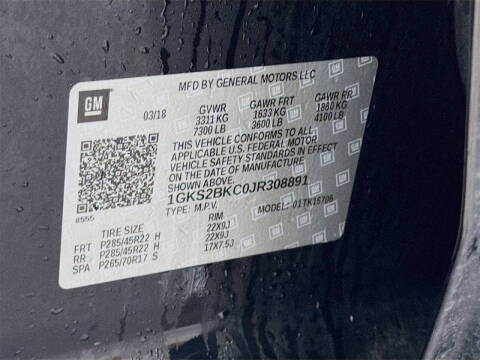 MFD BY GENERAL MOTORS LLC
GM
03/18 GVWR GAWR FRT GAWR RR
3311 KG 1633 KG 1860 KG
7300 LB 3600 LB 4100 LB
THIS VEHICLE CONFORMS TO ALL
APPLICABLE U.S. FEDERAL MOTOR
VEHICLE SAFETY STANDARDS IN EFFECT
ON THE DATE OF MANUFACTURE
1GKS2BKC0JR308891
8555
TYPE: M.P.V. MODEL: 01TK15706
TIRE SIZE RIM
FRT P285/45R22 H 22X9J
RR P285/45R22 H 22X9J
SPA P265/70R17 S 17X7.5J